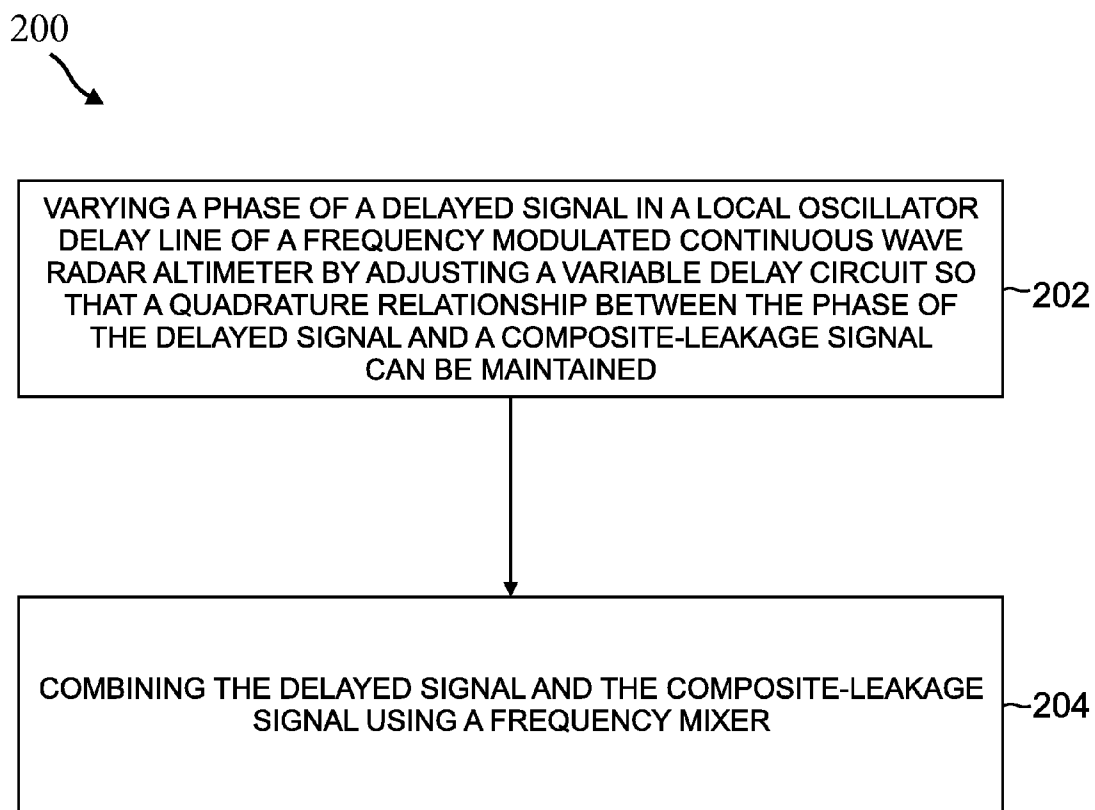 200
VARYING A PHASE OF A DELAYED SIGNAL IN A LOCAL OSCILLATOR
DELAY LINE OF A FREQUENCY MODULATED CONTINUOUS WAVE
RADAR ALTIMETER BY ADJUSTING A VARIABLE DELAY CIRCUIT SO
THAT A QUADRATURE RELATIONSHIP BETWEEN THE PHASE OF
THE DELAYED SIGNAL AND A COMPOSITE-LEAKAGE SIGNAL
CAN BE MAINTAINED
202
COMBINING THE DELAYED SIGNAL AND THE COMPOSITE-LEAKAGE
SIGNAL USING A FREQUENCY MIXER
204